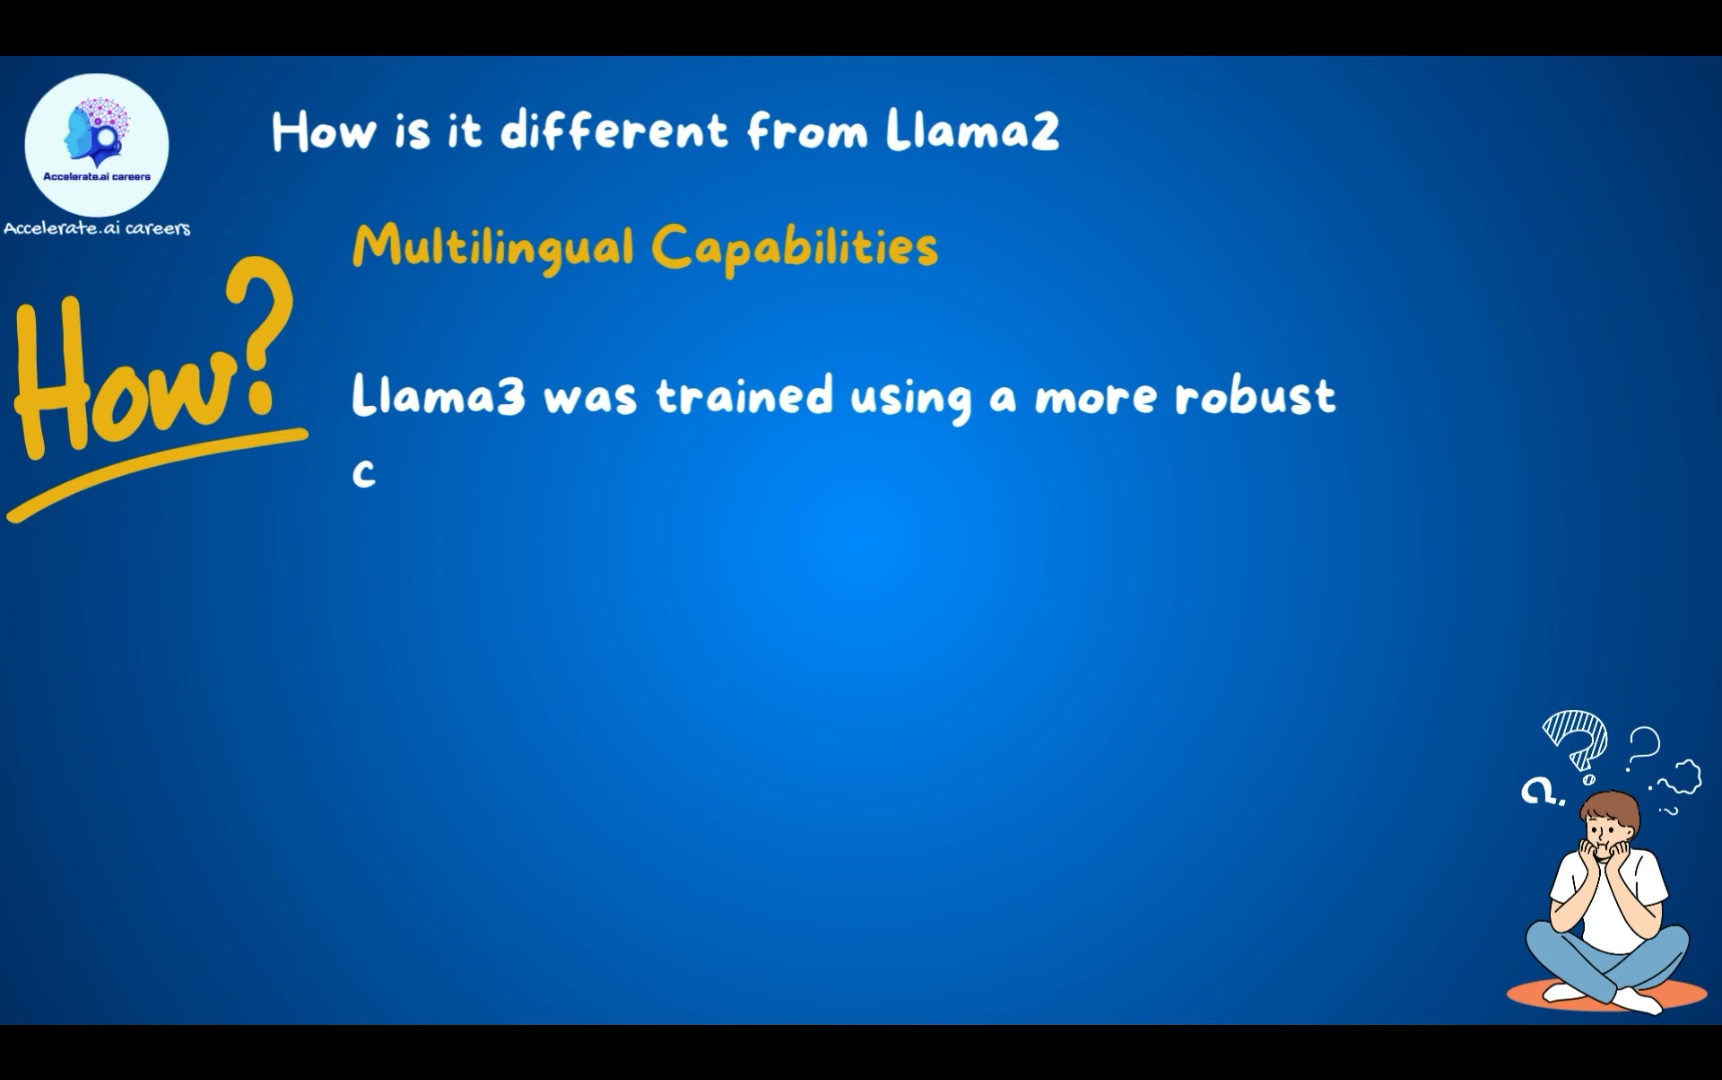 Accelerate.ai careers
Accelerate.ai careers
How is it different from Llama2
Multilingual Capabilities
How?
Llama3 was trained using a more robust
c